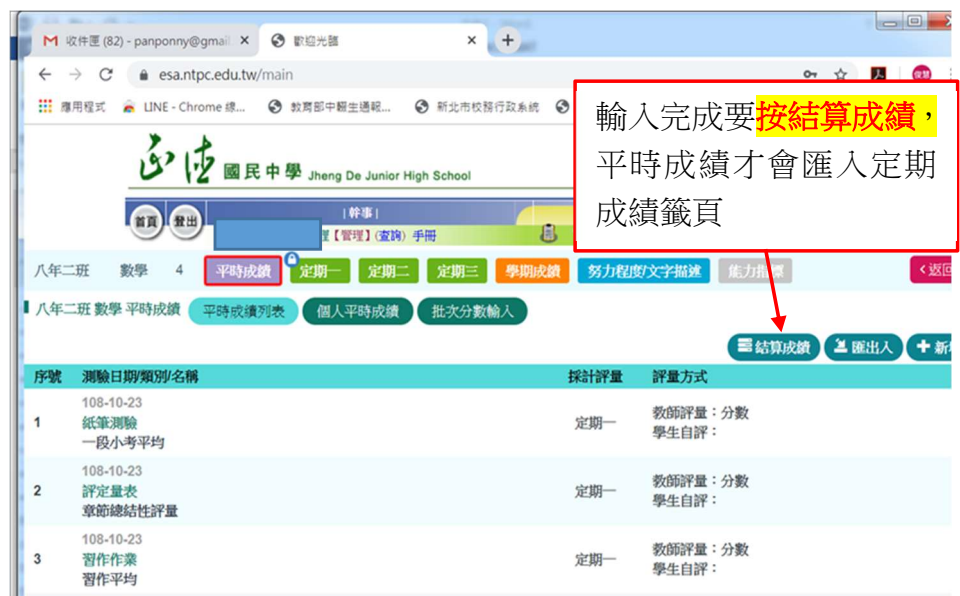 收件匣 (82) - panponny@gmail
歡迎光臨
esa.ntpc.edu.tw/main
應用程式
LINE - Chrome 線...
教育部中輟生通報...
新北市校務行政系統
輸入完成要按結算成績，
平時成績才會匯入定期
成績籤頁
正德 國民中學 Jheng De Junior High School
首頁 登出
|幹事|
【管理】(查詢) 手冊
八年二班 數學 4 平時成績 定期一 定期二 定期三 學期成績 努力程度/文字描述 能力指標 返回
八年二班 數學 平時成績 平時成績列表 個人平時成績 批次分數輸入
結算成績 匯出入
序號 測驗日期/類別/名稱 採計評量 評量方式
108-10-23
1 紙筆測驗 定期一 教師評量：分數
一段小考平均 學生自評：
108-10-23
2 評定量表 定期一 教師評量：分數
章節總結性評量 學生自評：
108-10-23
3 習作作業 定期一 教師評量：分數
習作平均 學生自評：